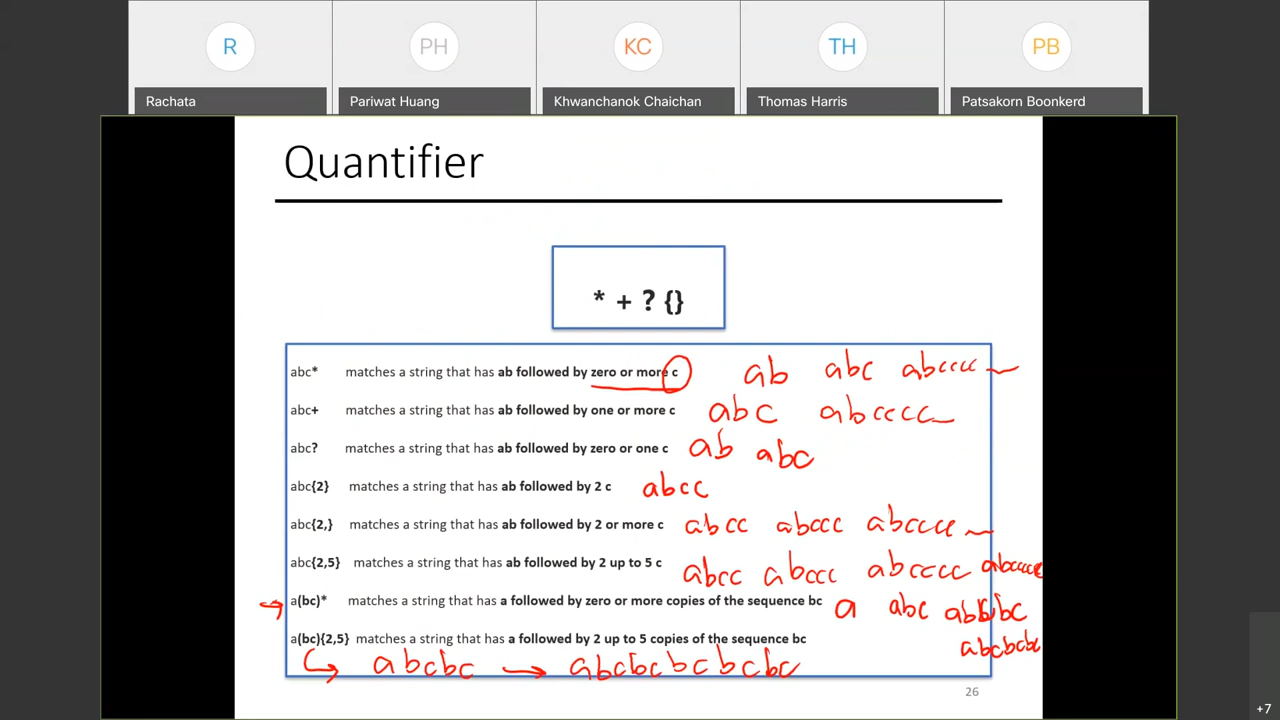 R PH KC TH PB
Rachata Pariwat Huang Khwanchanok Chaichan Thomas Harris Patsakorn Boonkerd
Quantifier
* + ? {}
abc* matches a string that has ab followed by zero or more c ab abc abcccc
abc+ matches a string that has ab followed by one or more c abc abcccc
abc? matches a string that has ab followed by zero or one c ab abc
abc{2} matches a string that has ab followed by 2 c abcc
abc{2,} matches a string that has ab followed by 2 or more c abcc abccc abcccc
abc{2,5} matches a string that has ab followed by 2 up to 5 c abcc abccc abcccc abccccc
a(bc)* matches a string that has a followed by zero or more copies of the sequence bc a abc
a(bc){2,5} matches a string that has a followed by 2 up to 5 copies of the sequence bc abcbcbc
abcbc abcbcbcbcbc
26
+7